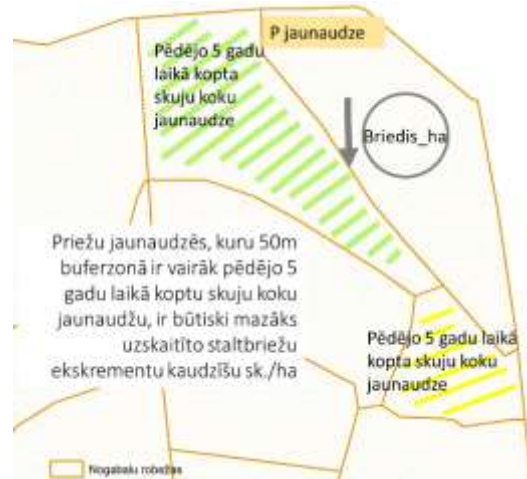 P jaunaudze
Pēdējo 5 gadu
laikā kopta
skuju koku
jaunaudze
Briedis_ha
Priežu jaunaudzēs, kuru 50m
buferzonā ir vairāk pēdējo 5
gadu laikā koptu skuju koku
jaunaudžu, ir būtiski mazāks
uzskaitīto staltbriežu
ekskrementu kaudzīšu sk./ha
Pēdējo 5 gadu laikā
kopta skuju koku
jaunaudze
Nogabalu robežas